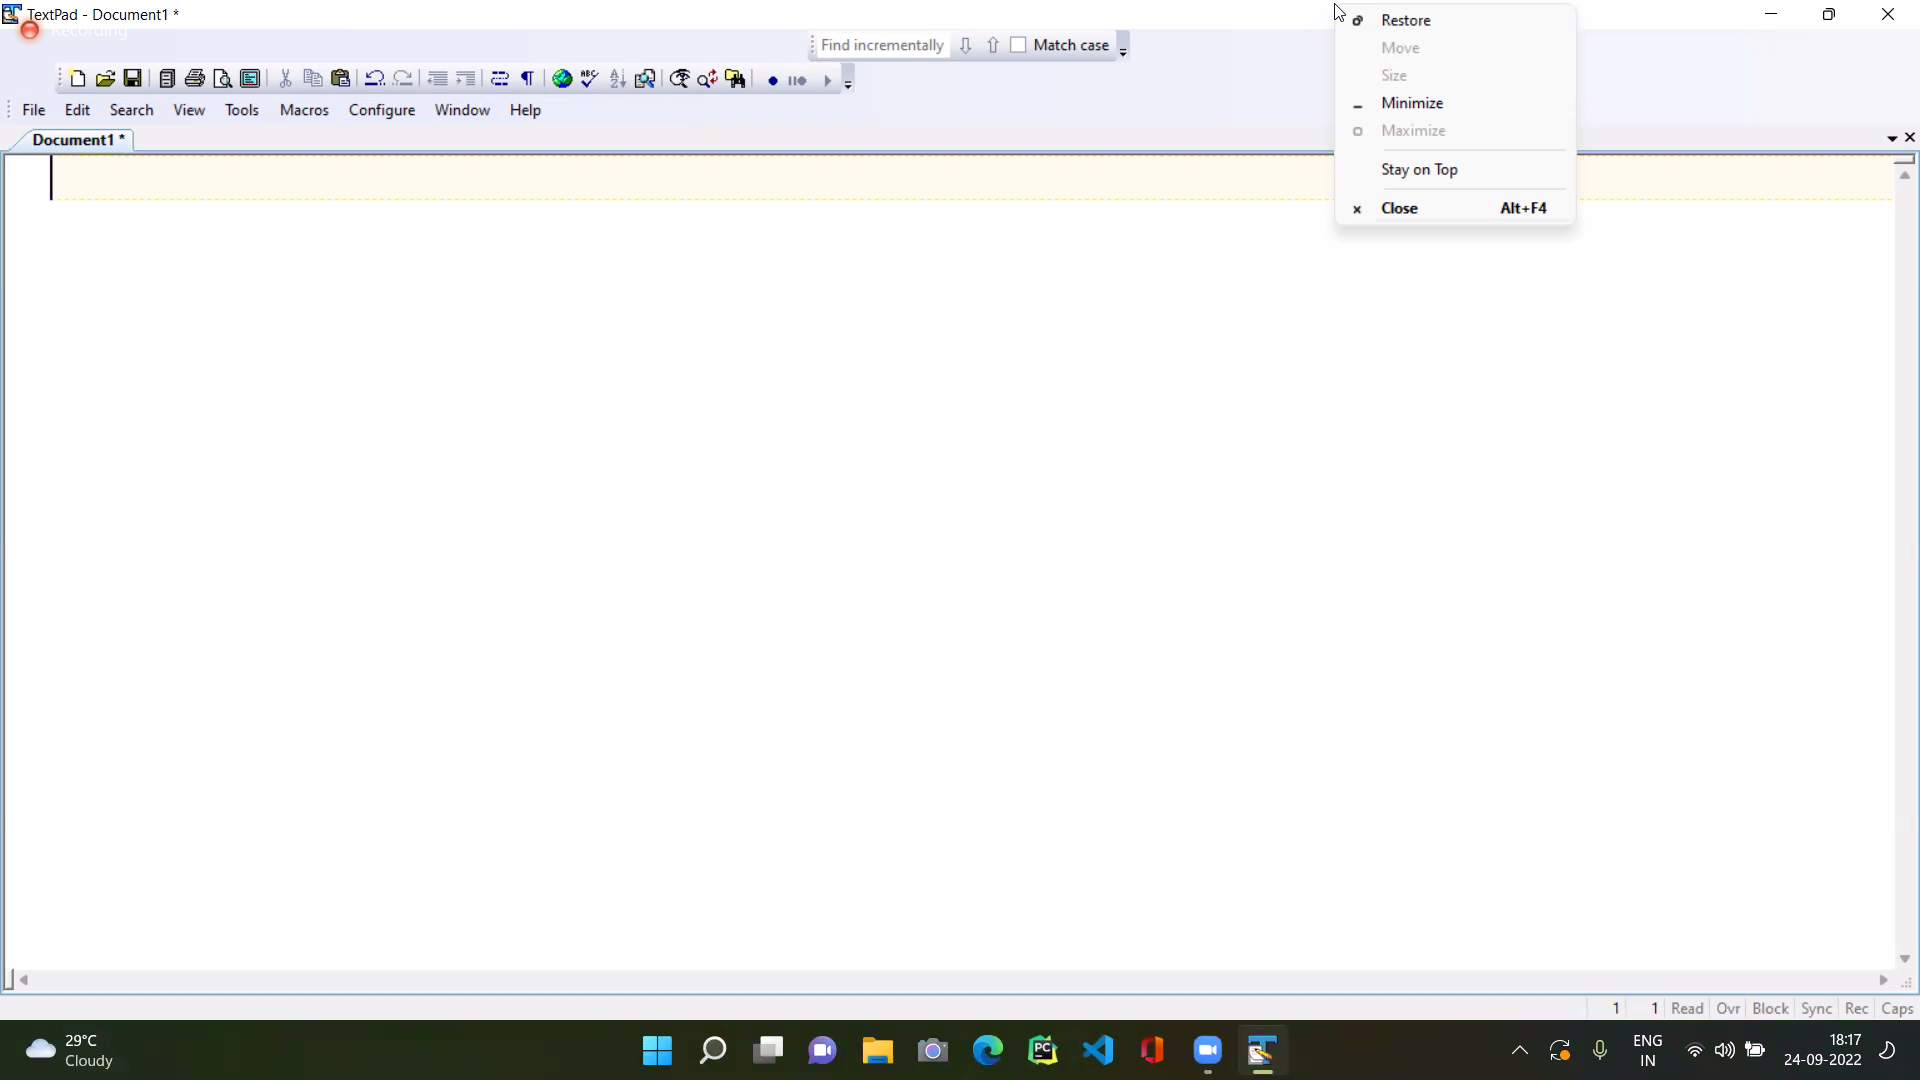 TextPad - Document1 *
Recording
Find incrementally
Match case
File Edit Search View Tools Macros Configure Window Help
Document1 *
Restore
Move
Size
Minimize
Maximize
Stay on Top
Close Alt+F4
1 1 Read Ovr Block Sync Rec Caps
29°C
Cloudy
ENG
IN
18:17
24-09-2022